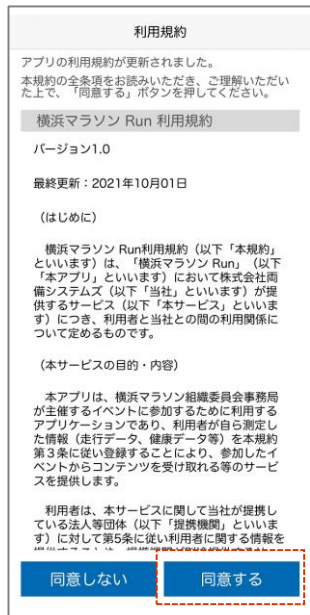 利用規約
アプリの利用規約が更新されました。
本規約の全条項をお読みいただき、ご理解いただい
た上で、「同意する」ボタンを押してください。
横浜マラソン Run 利用規約
バージョン1.0
最終更新：2021年10月01日
（はじめに）
横浜マラソン Run利用規約（以下「本規約」
といいます）は、「横浜マラソン Run」（以下
「本アプリ」といいます）において株式会社両
備システムズ（以下「当社」といいます）が提
供するサービス（以下「本サービス」といいま
す）につき、利用者と当社との間の利用関係に
ついて定めるものです。
（本サービスの目的・内容）
本アプリは、横浜マラソン組織委員会事務局
が主催するイベントに参加するために利用する
アプリケーションであり、利用者が自ら測定し
た情報（走行データ、健康データ等）を本規約
第３条に従い登録することにより、参加したイ
ベントからコンテンツを受け取れる等のサービ
スを提供します。
利用者は、本サービスに関して当社が提携し
ている法人等団体（以下「提携機関」といいま
す）に対して第5条に従い利用者に関する情報を
同意しない
同意する